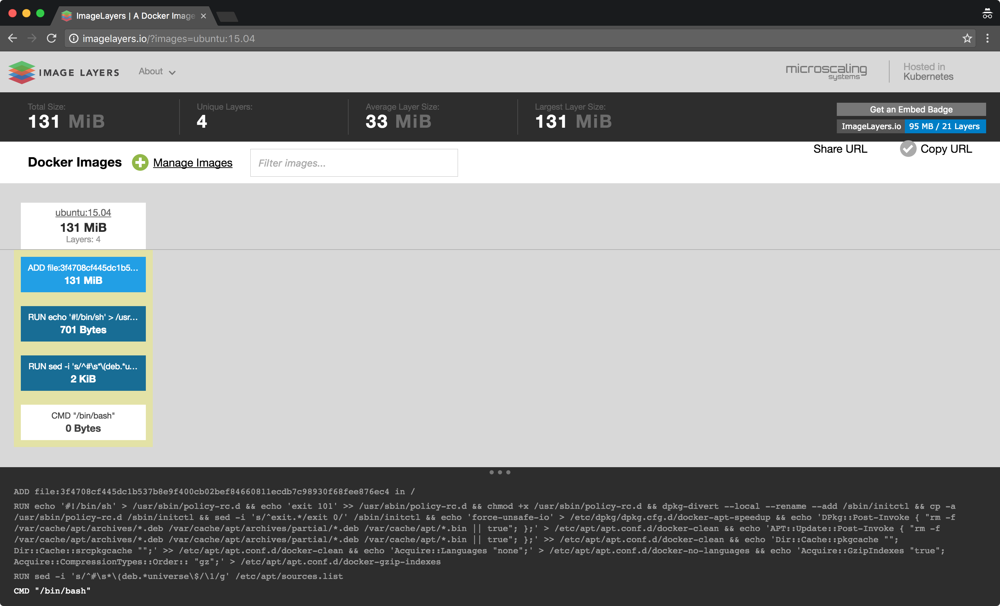 ImageLayers | A Docker Image
imagelayers.io/?images=ubuntu:15.04
IMAGE LAYERS
About
microscaling
systems
Hosted in
Kubernetes
Total Size:
131 MiB
Unique Layers:
4
Average Layer Size:
33 MiB
Largest Layer Size:
131 MiB
Get an Embed Badge
ImageLayers.io 95 MB / 21 Layers
Docker Images
Manage Images
Filter images...
Share URL
Copy URL
ubuntu:15.04
131 MiB
Layers: 4
ADD file:3f4708cf445dc1b5...
131 MiB
RUN echo '#!/bin/sh' > /usr...
701 Bytes
RUN sed -i 's/^#\s*\(deb.*u...
2 KiB
CMD "/bin/bash"
0 Bytes
ADD file:3f4708cf445dc1b537b8e9f400cb02bef84660811ecdb7c98930f68fee876ec4 in /
RUN echo '#!/bin/sh' > /usr/sbin/policy-rc.d && echo 'exit 101' >> /usr/sbin/policy-rc.d && chmod +x /usr/sbin/policy-rc.d && dpkg-divert --local --rename --add /sbin/initctl && cp -a
/usr/sbin/policy-rc.d /sbin/initctl && sed -i 's/^exit.*/exit 0/' /sbin/initctl && echo 'force-unsafe-io' > /etc/dpkg/dpkg.cfg.d/docker-apt-speedup && echo 'DPkg::Post-Invoke { "rm -f
/var/cache/apt/archives/*.deb /var/cache/apt/archives/partial/*.deb /var/cache/apt/*.bin || true"; };' > /etc/apt/apt.conf.d/docker-clean && echo 'APT::Update::Post-Invoke { "rm -f
/var/cache/apt/archives/*.deb /var/cache/apt/archives/partial/*.deb /var/cache/apt/*.bin || true"; };' >> /etc/apt/apt.conf.d/docker-clean && echo 'Dir::Cache::pkgcache "";
Dir::Cache::srcpkgcache "";' >> /etc/apt/apt.conf.d/docker-clean && echo 'Acquire::Languages "none";' > /etc/apt/apt.conf.d/docker-no-languages && echo 'Acquire::GzipIndexes "true";
Acquire::CompressionTypes::Order:: "gz";' > /etc/apt/apt.conf.d/docker-gzip-indexes
RUN sed -i 's/^#\s*\(deb.*universe\$/\1/g' /etc/apt/sources.list
CMD "/bin/bash"